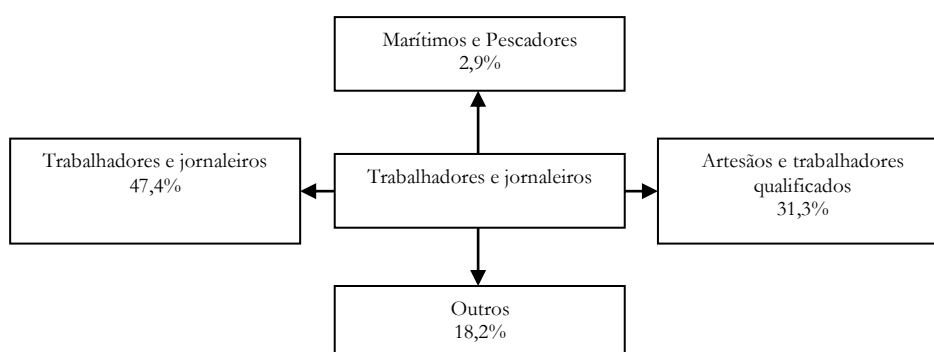 Marítimos e Pescadores
2,9%
Trabalhadores e jornaleiros
47,4%
Trabalhadores e jornaleiros
Artesãos e trabalhadores
qualificados
31,3%
Outros
18,2%